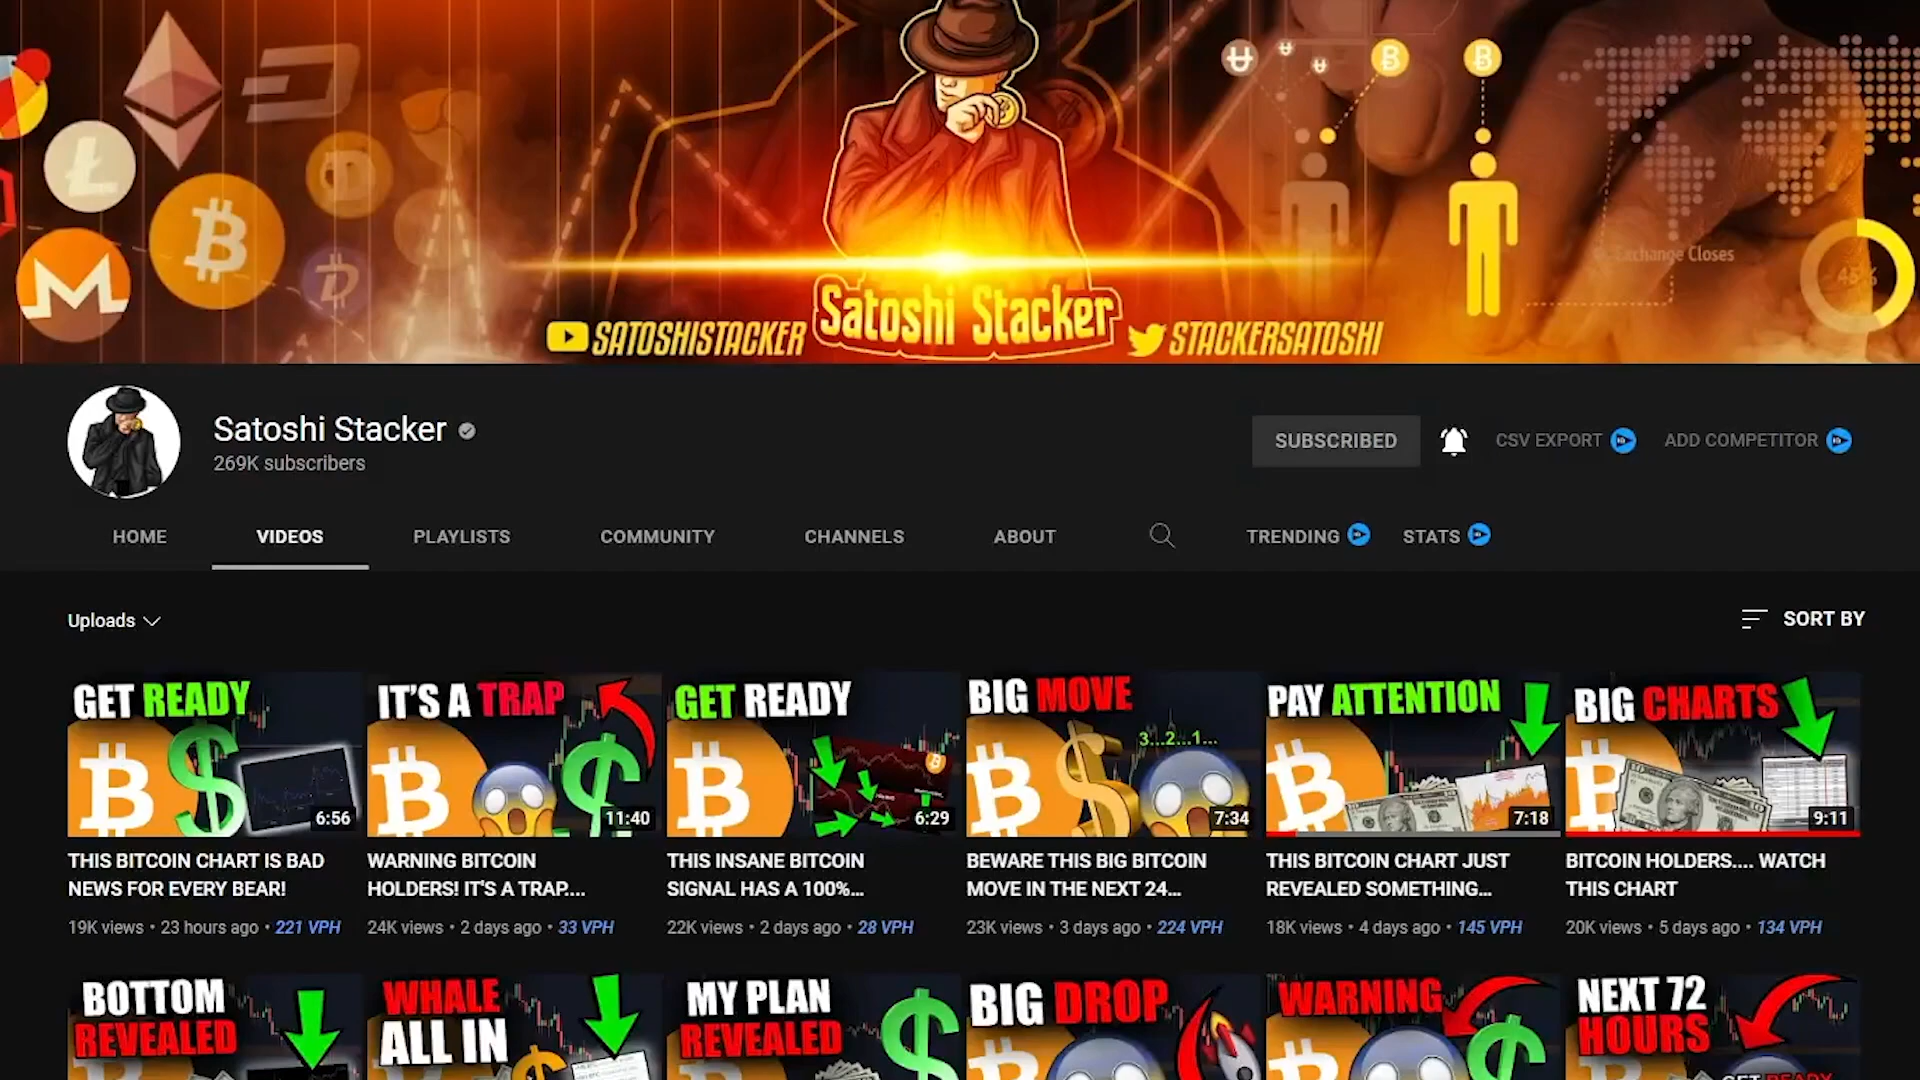 Exchange Closes
45%
SATOSHISTACKER
Satoshi Stacker
STACKERSATOSHI
Satoshi Stacker
269K subscribers
SUBSCRIBED
CSV EXPORT
ADD COMPETITOR
HOME
VIDEOS
PLAYLISTS
COMMUNITY
CHANNELS
ABOUT
TRENDING
STATS
Uploads
SORT BY
GET READY
6:56
THIS BITCOIN CHART IS BAD
NEWS FOR EVERY BEAR!
19K views • 23 hours ago • 221 VPH
IT'S A TRAP
11:40
WARNING BITCOIN
HOLDERS! IT'S A TRAP....
24K views • 2 days ago • 33 VPH
GET READY
6:29
THIS INSANE BITCOIN
SIGNAL HAS A 100%...
22K views • 2 days ago • 28 VPH
BIG MOVE
3...2...1...
7:34
BEWARE THIS BIG BITCOIN
MOVE IN THE NEXT 24...
23K views • 3 days ago • 224 VPH
PAY ATTENTION
7:18
THIS BITCOIN CHART JUST
REVEALED SOMETHING...
18K views • 4 days ago • 145 VPH
BIG CHARTS
9:11
BITCOIN HOLDERS.... WATCH
THIS CHART
20K views • 5 days ago • 134 VPH
BOTTOM
REVEALED
WHALE
ALL IN
MY PLAN
REVEALED
BIG DROP
WARNING
NEXT 72
HOURS
GET READY